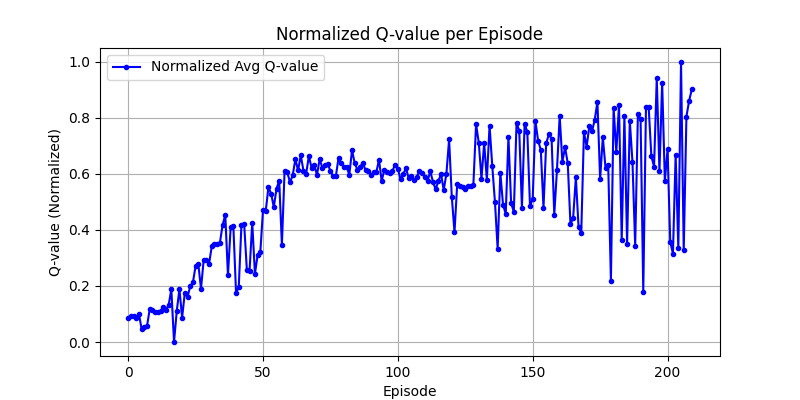 Normalized Q-value per Episode
Normalized Avg Q-value
Q-value (Normalized)
1.0
0.8
0.6
0.4
0.2
0.0
0
50
100
150
200
Episode